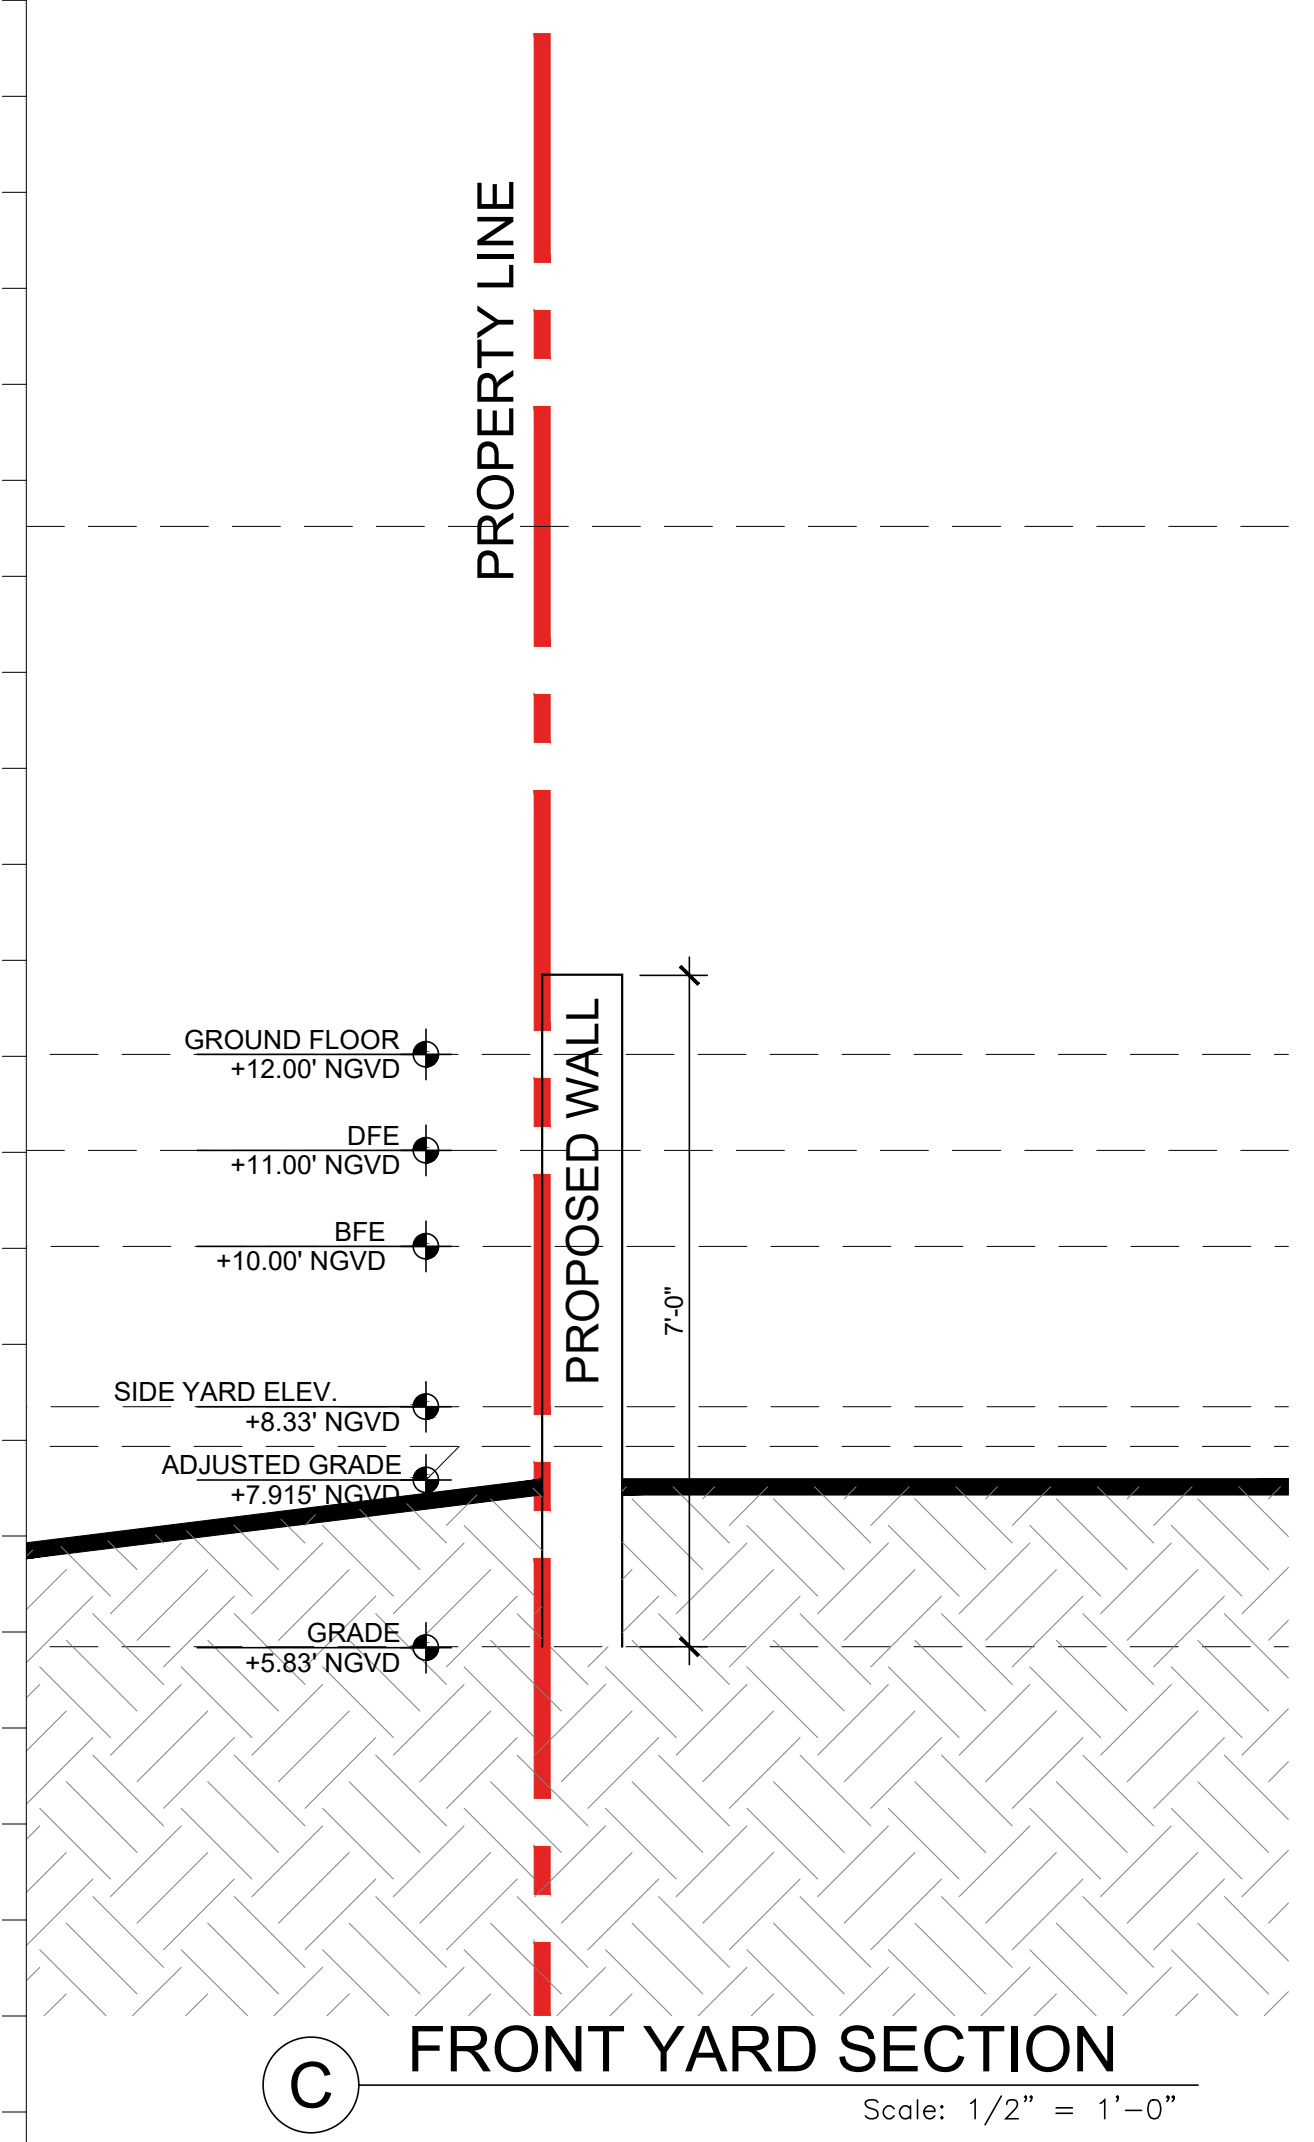 PROPERTY LINE
PROPOSED WALL
GROUND FLOOR
+12.00' NGVD
DFE
+11.00' NGVD
BFE
+10.00' NGVD
7'-0"
SIDE YARD ELEV.
+8.33' NGVD
ADJUSTED GRADE
+7.915' NGVD
GRADE
+5.83' NGVD
C
FRONT YARD SECTION
Scale: 1/2" = 1'-0"